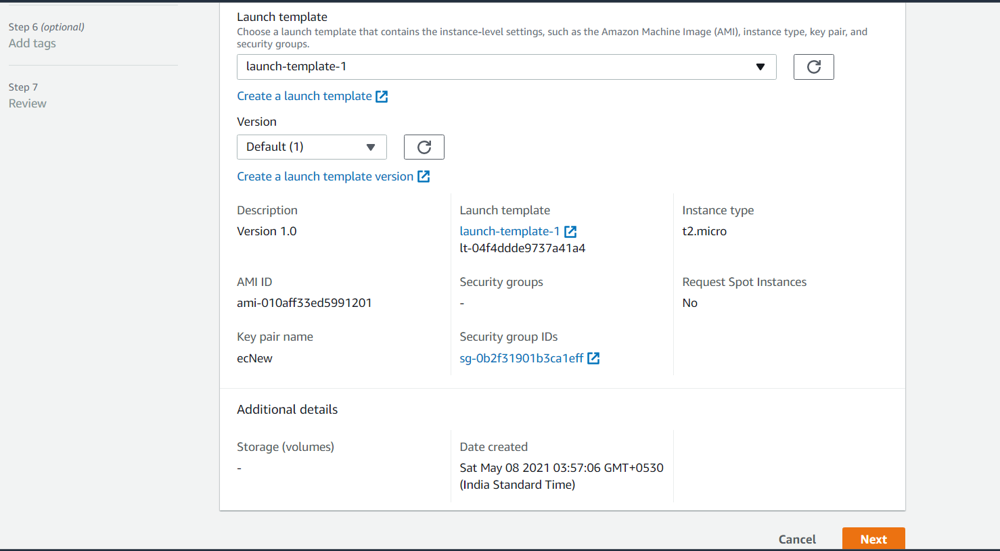 Step 6 (optional)
Add tags
Step 7
Review
Launch template
Choose a launch template that contains the instance-level settings, such as the Amazon Machine Image (AMI), instance type, key pair, and
security groups.
launch-template-1
Create a launch template
Version
Default (1)
Create a launch template version
Description
Version 1.0
Launch template
launch-template-1
lt-04f4ddde9737a41a4
Instance type
t2.micro
AMI ID
ami-010aff33ed5991201
Security groups
-
Request Spot Instances
No
Key pair name
ecNew
Security group IDs
sg-0b2f31901b3ca1eff
Additional details
Storage (volumes)
-
Date created
Sat May 08 2021 03:57:06 GMT+0530
(India Standard Time)
Cancel
Next